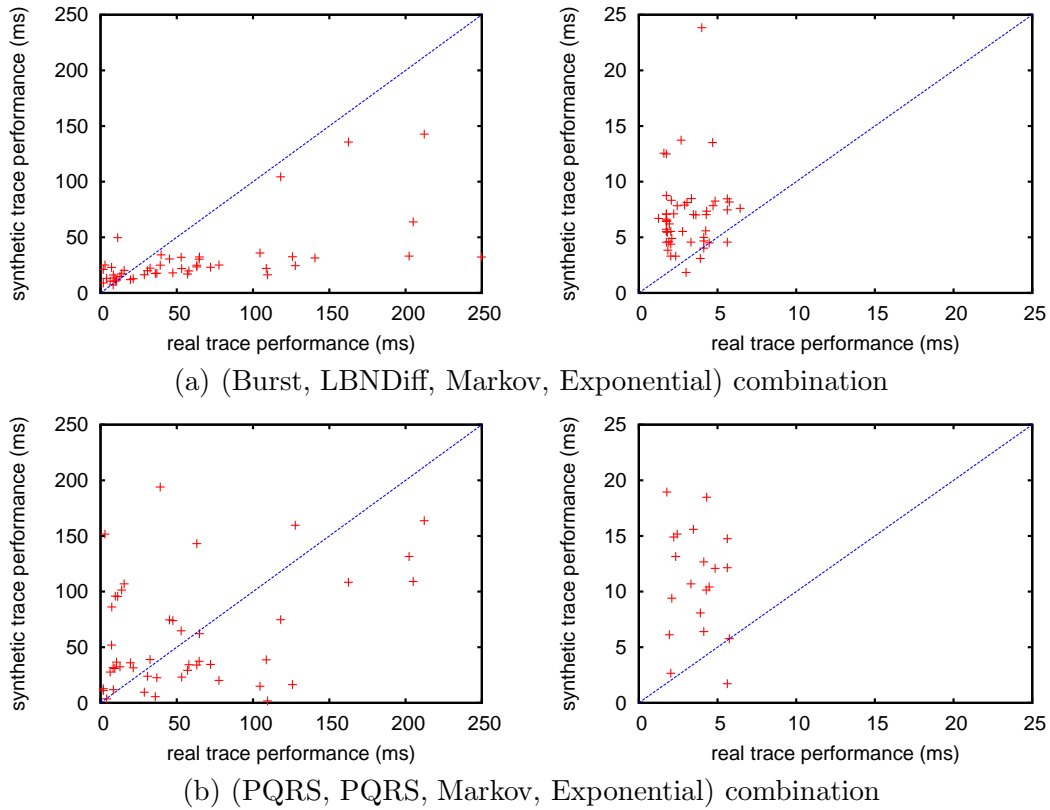 synthetic trace performance (ms)
250
200
150
100
50
0
0 50 100 150 200 250
real trace performance (ms)
synthetic trace performance (ms)
25
20
15
10
5
0
0 5 10 15 20 25
real trace performance (ms)
(a) (Burst, LBNDiff, Markov, Exponential) combination
synthetic trace performance (ms)
250
200
150
100
50
0
0 50 100 150 200 250
real trace performance (ms)
synthetic trace performance (ms)
25
20
15
10
5
0
0 5 10 15 20 25
real trace performance (ms)
(b) (PQRS, PQRS, Markov, Exponential) combination